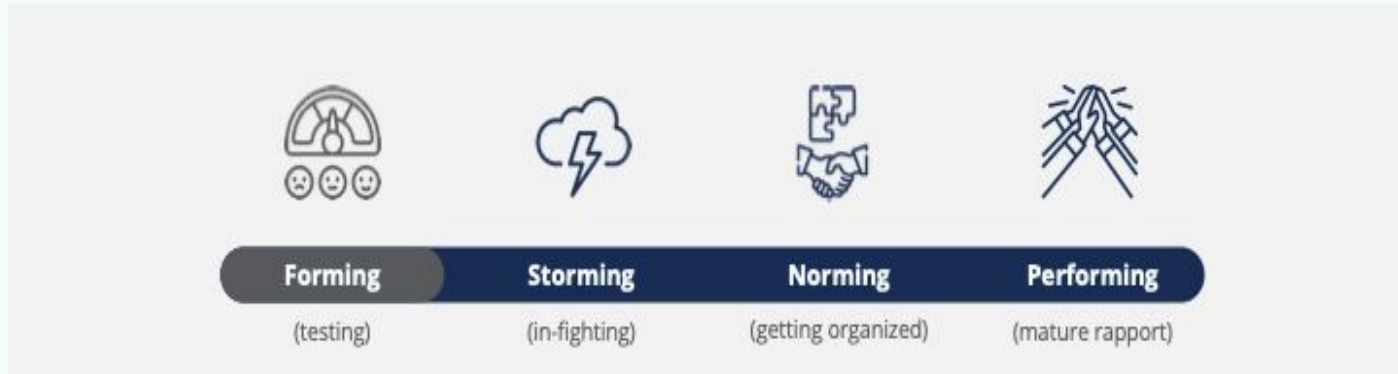 Forming Storming Norming Performing
(testing) (in-fighting) (getting organized) (mature rapport)